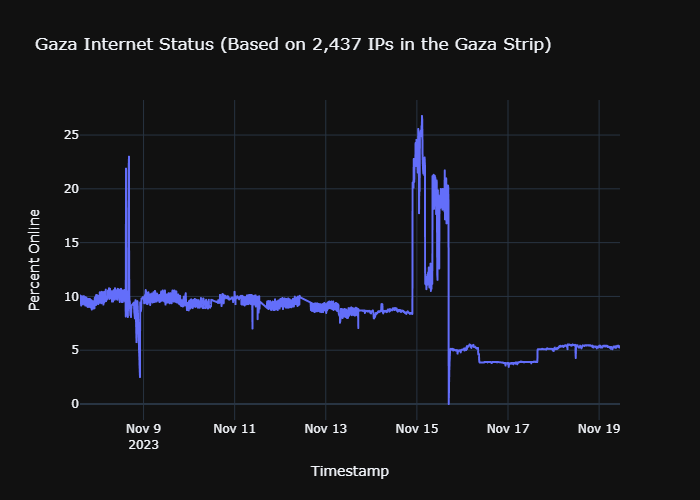 Gaza Internet Status (Based on 2,437 IPs in the Gaza Strip)
Percent Online
25
20
15
10
5
0
Nov 9
2023
Nov 11
Nov 13
Nov 15
Nov 17
Nov 19
Timestamp